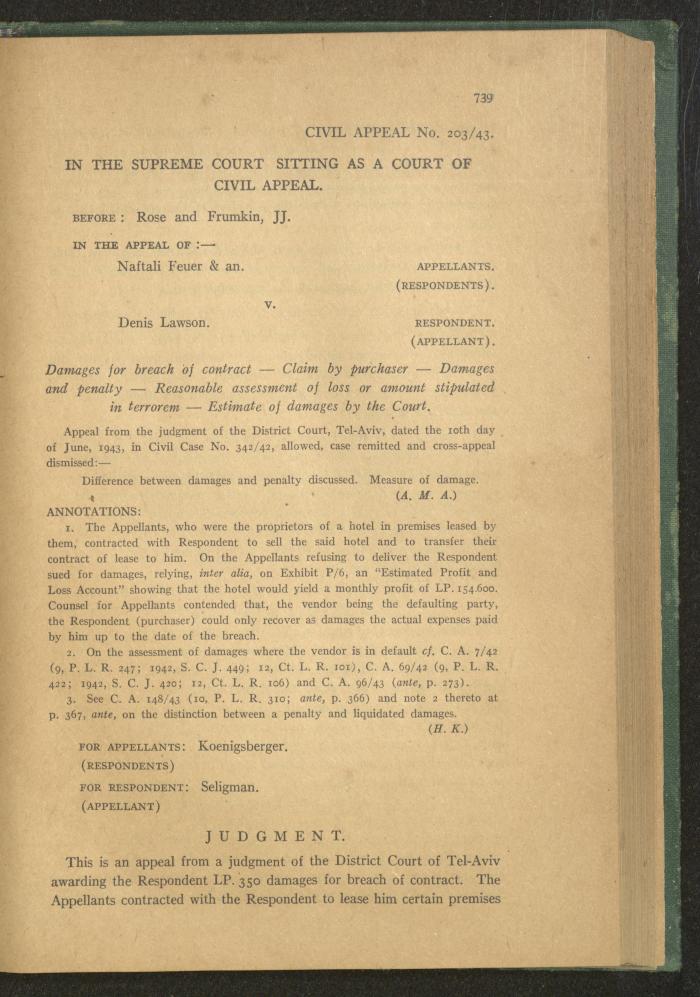 739
CIVIL APPEAL No. 203/43.
IN THE SUPREME COURT SITTING AS A COURT OF
CIVIL APPEAL.
BEFORE : Rose and Frumkin, JJ.
IN THE APPEAL OF :—
Naftali Feuer & an. APPELLANTS.
(RESPONDENTS).
v.
Denis Lawson. RESPONDENT.
(APPELLANT).
Damages for breach of contract — Claim by purchaser — Damages
and penalty — Reasonable assessment of loss or amount stipulated
in terrorem — Estimate of damages by the Court.
Appeal from the judgment of the District Court, Tel-Aviv, dated the 10th day
of June, 1943, in Civil Case No. 342/42, allowed, case remitted and cross-appeal
dismissed:—
Difference between damages and penalty discussed. Measure of damage.
(A. M. A.)
ANNOTATIONS:
1. The Appellants, who were the proprietors of a hotel in premises leased by
them, contracted with Respondent to sell the said hotel and to transfer their
contract of lease to him. On the Appellants refusing to deliver the Respondent
sued for damages, relying, inter alia, on Exhibit P/6, an “Estimated Profit and
Loss Account” showing that the hotel would yield a monthly profit of LP. 154.600.
Counsel for Appellants contended that, the vendor being the defaulting party,
the Respondent (purchaser) could only recover as damages the actual expenses paid
by him up to the date of the breach.
2. On the assessment of damages where the vendor is in default cf. C. A. 7/42
(9, P. L. R. 247; 1942, S. C. J. 449; 12, Ct. L. R. 101), C. A. 69/42 (9, P. L. R.
422; 1942, S. C. J. 420; 12, Ct. L. R. 106) and C. A. 96/43 (ante, p. 273).
3. See C. A. 148/43 (10, P. L. R. 310; ante, p. 366) and note 2 thereto at
p. 367, ante, on the distinction between a penalty and liquidated damages.
(H. K.)
FOR APPELLANTS: Koenigsberger.
(RESPONDENTS)
FOR RESPONDENT: Seligman.
(APPELLANT)
JUDGMENT.
This is an appeal from a judgment of the District Court of Tel-Aviv
awarding the Respondent LP. 350 damages for breach of contract. The
Appellants contracted with the Respondent to lease him certain premises